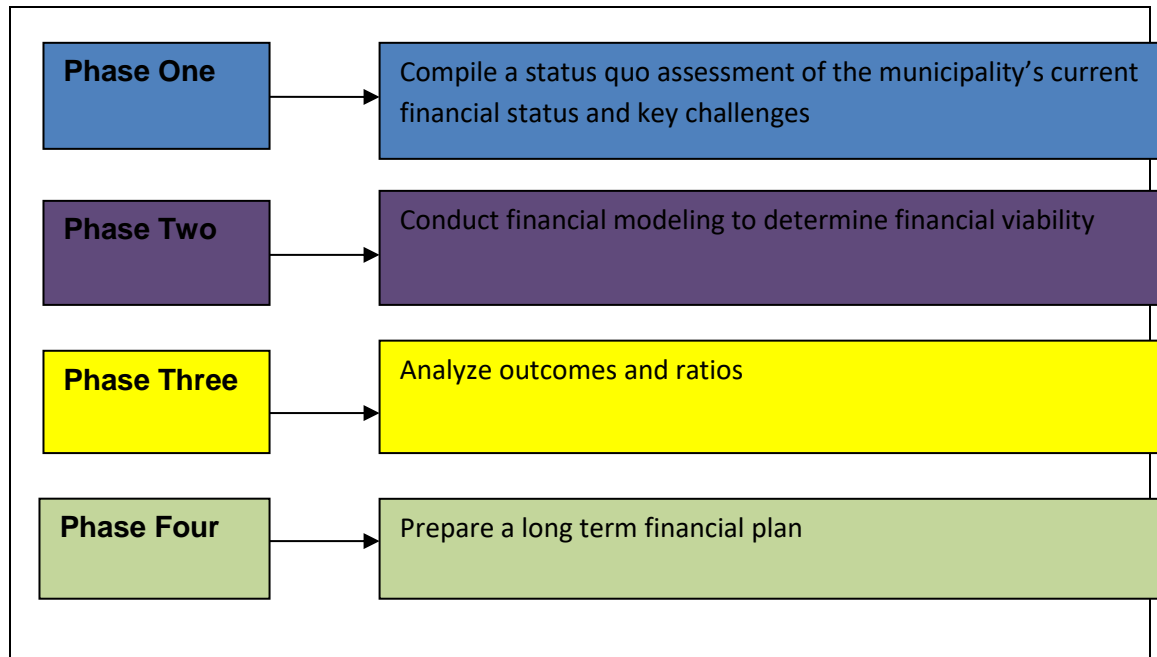 Phase One
Compile a status quo assessment of the municipality’s current
financial status and key challenges
Phase Two
Conduct financial modeling to determine financial viability
Phase Three
Analyze outcomes and ratios
Phase Four
Prepare a long term financial plan